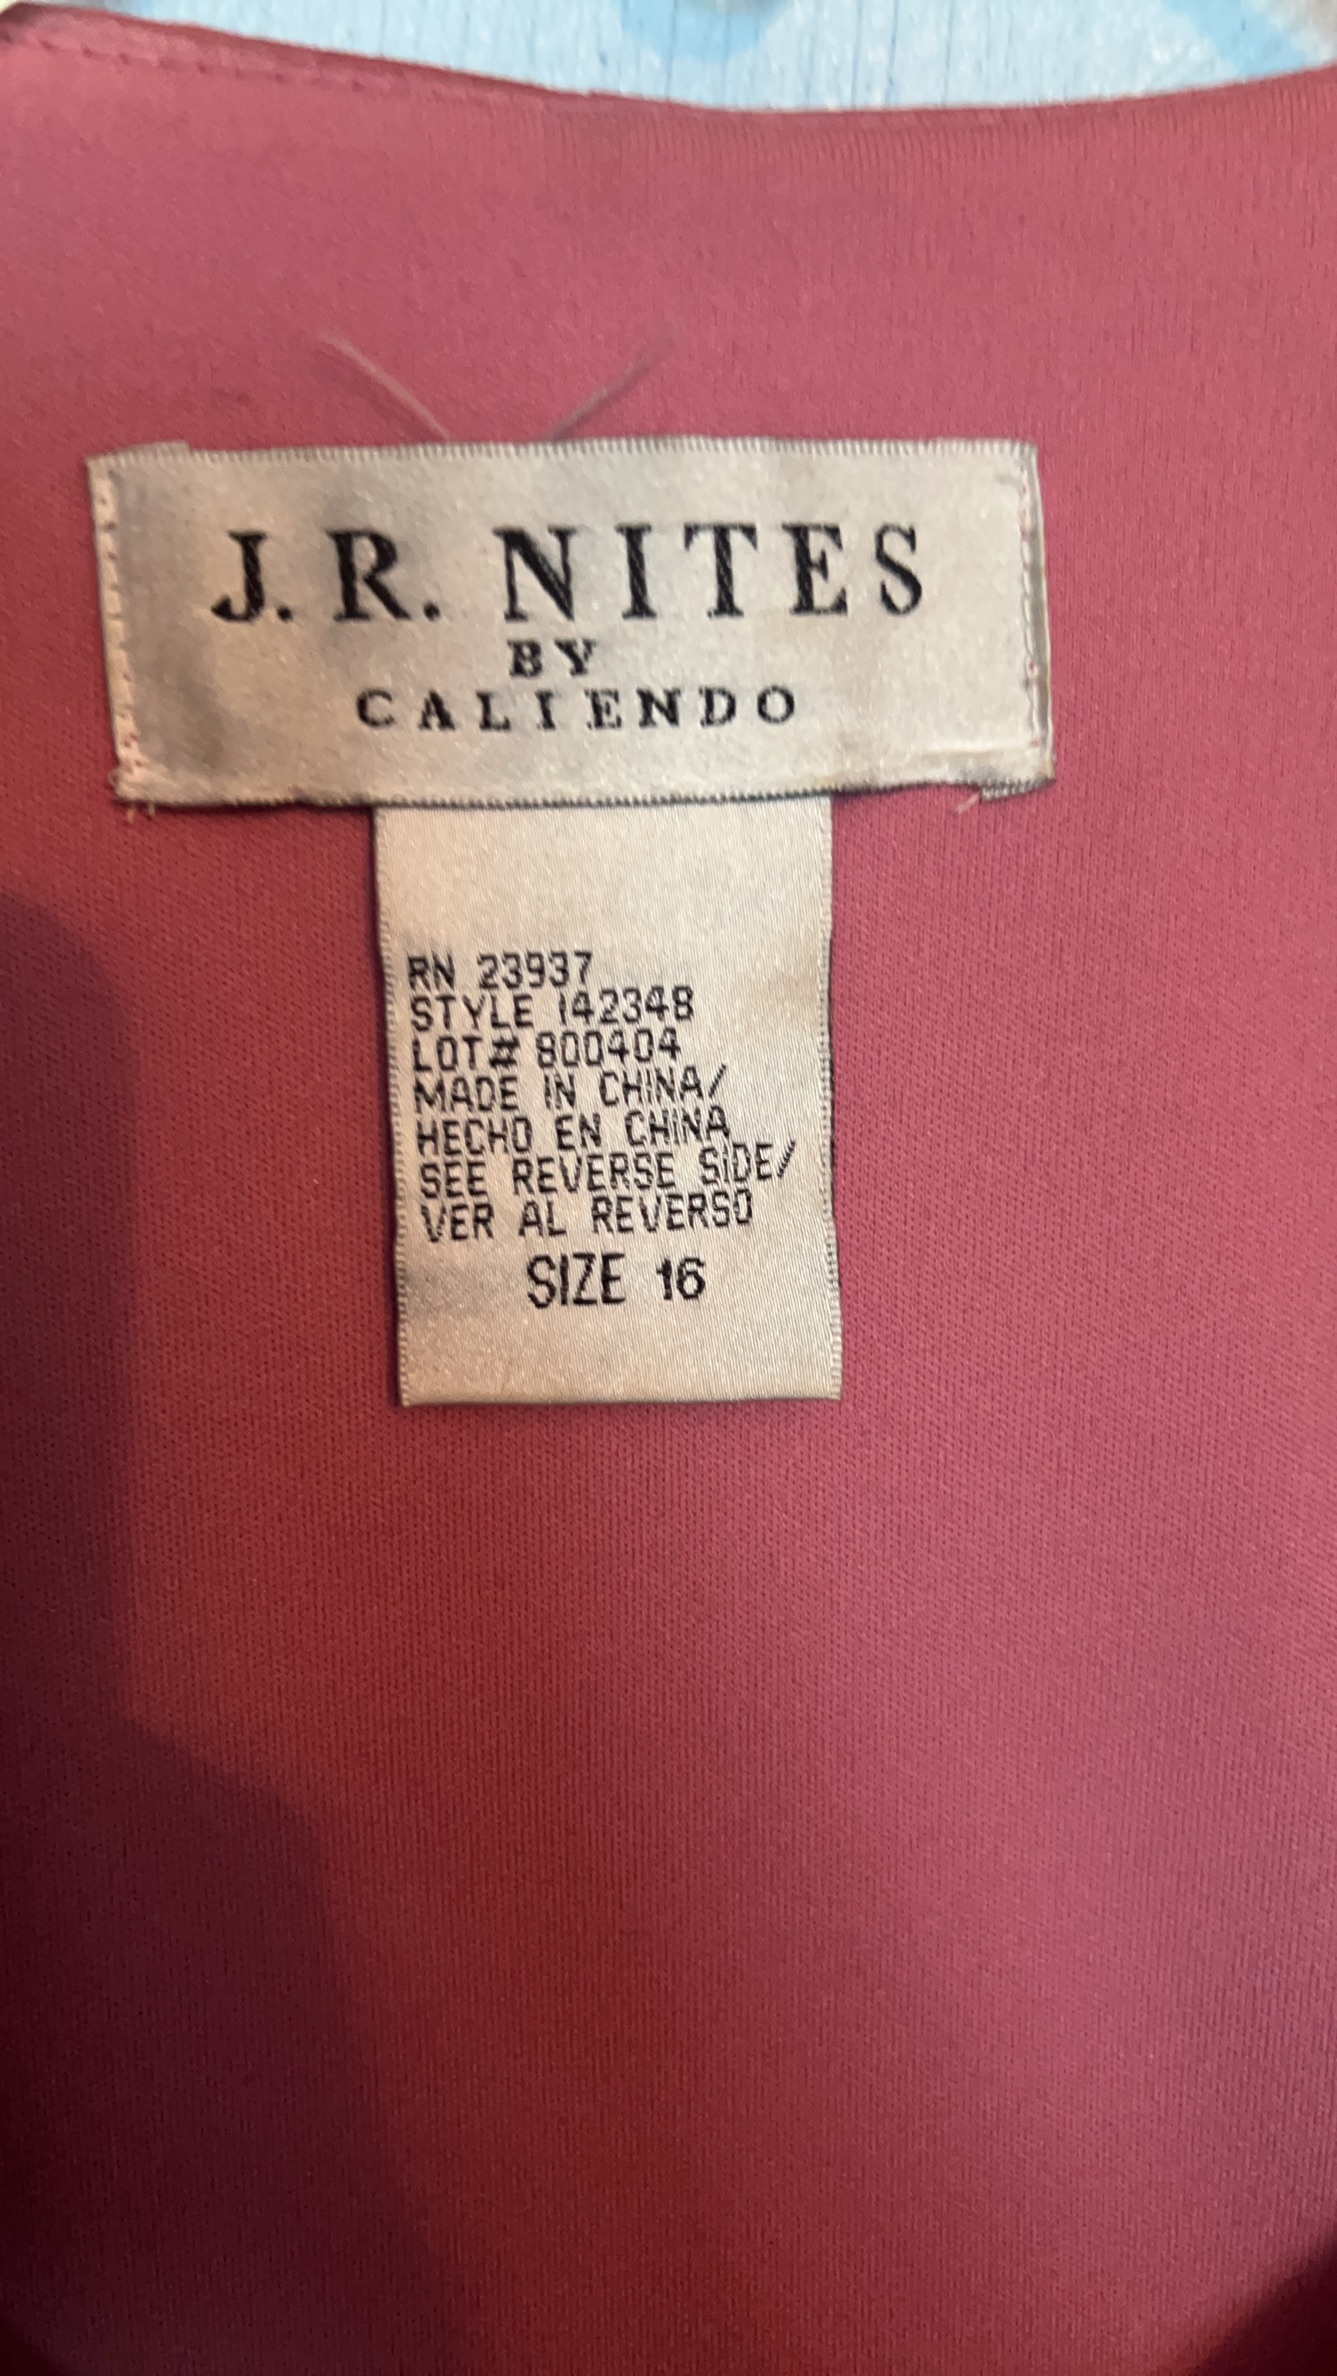 J. R. NITES
BY
CALIENDO
RN 23937
STYLE 142348
LOT# 800404
MADE IN CHINA/
HECHO EN CHINA
SEE REVERSE SIDE/
VER AL REVERSO
SIZE 16